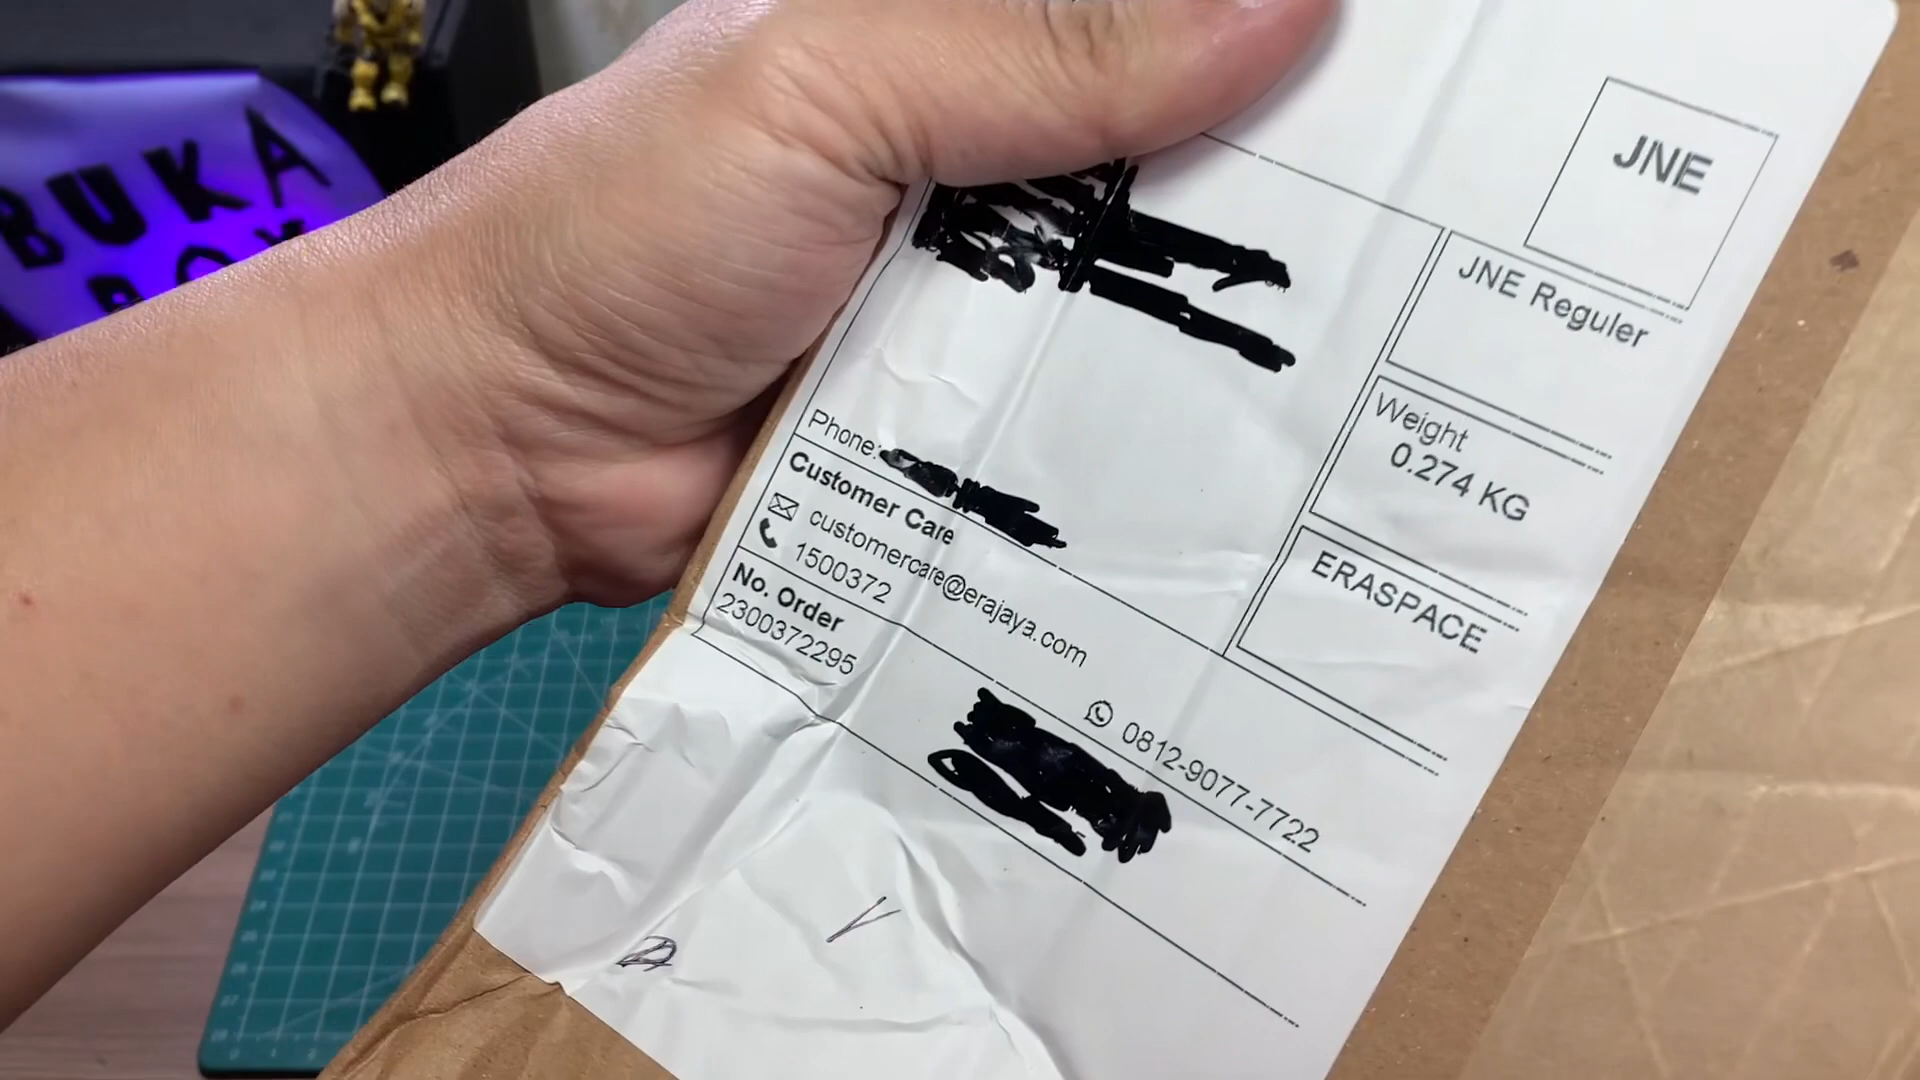 BUKA
JNE
JNE Reguler
Weight
0.274 KG
ERASPACE
Phone:
Customer Care
customercare@erajaya.com
1500372
0812-9077-7722
No. Order
2300372295